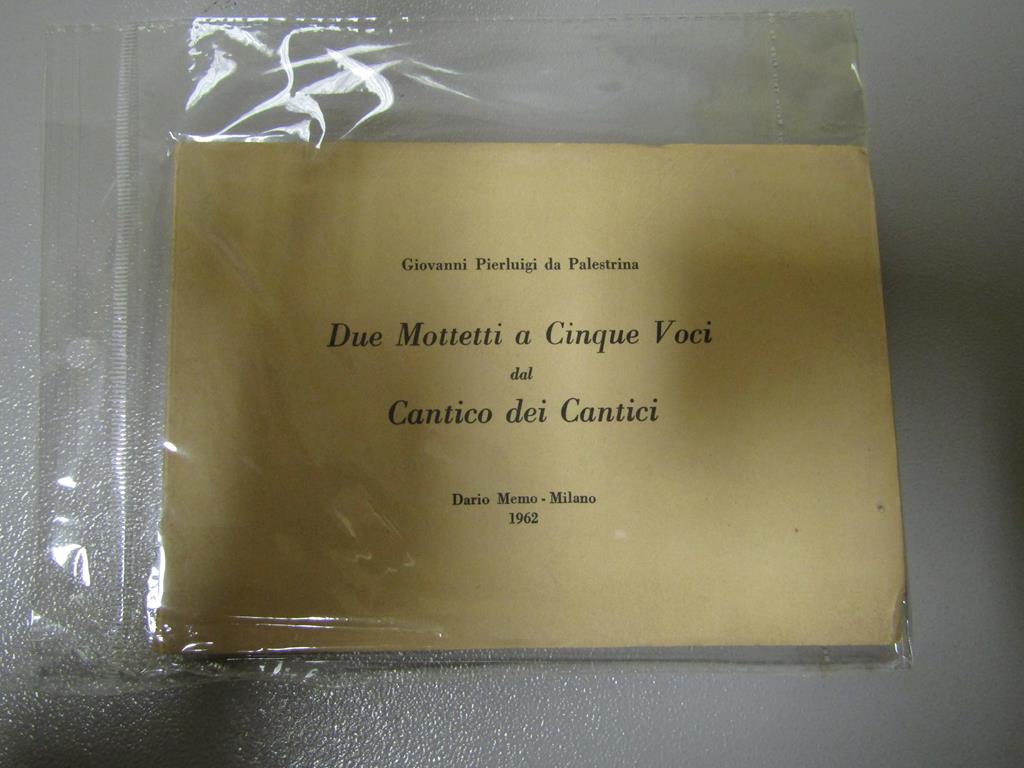 Giovanni Pierluigi da Palestrina
Due Mottetti a Cinque Voci
dal
Cantico dei Cantici
Dario Memo - Milano
1962